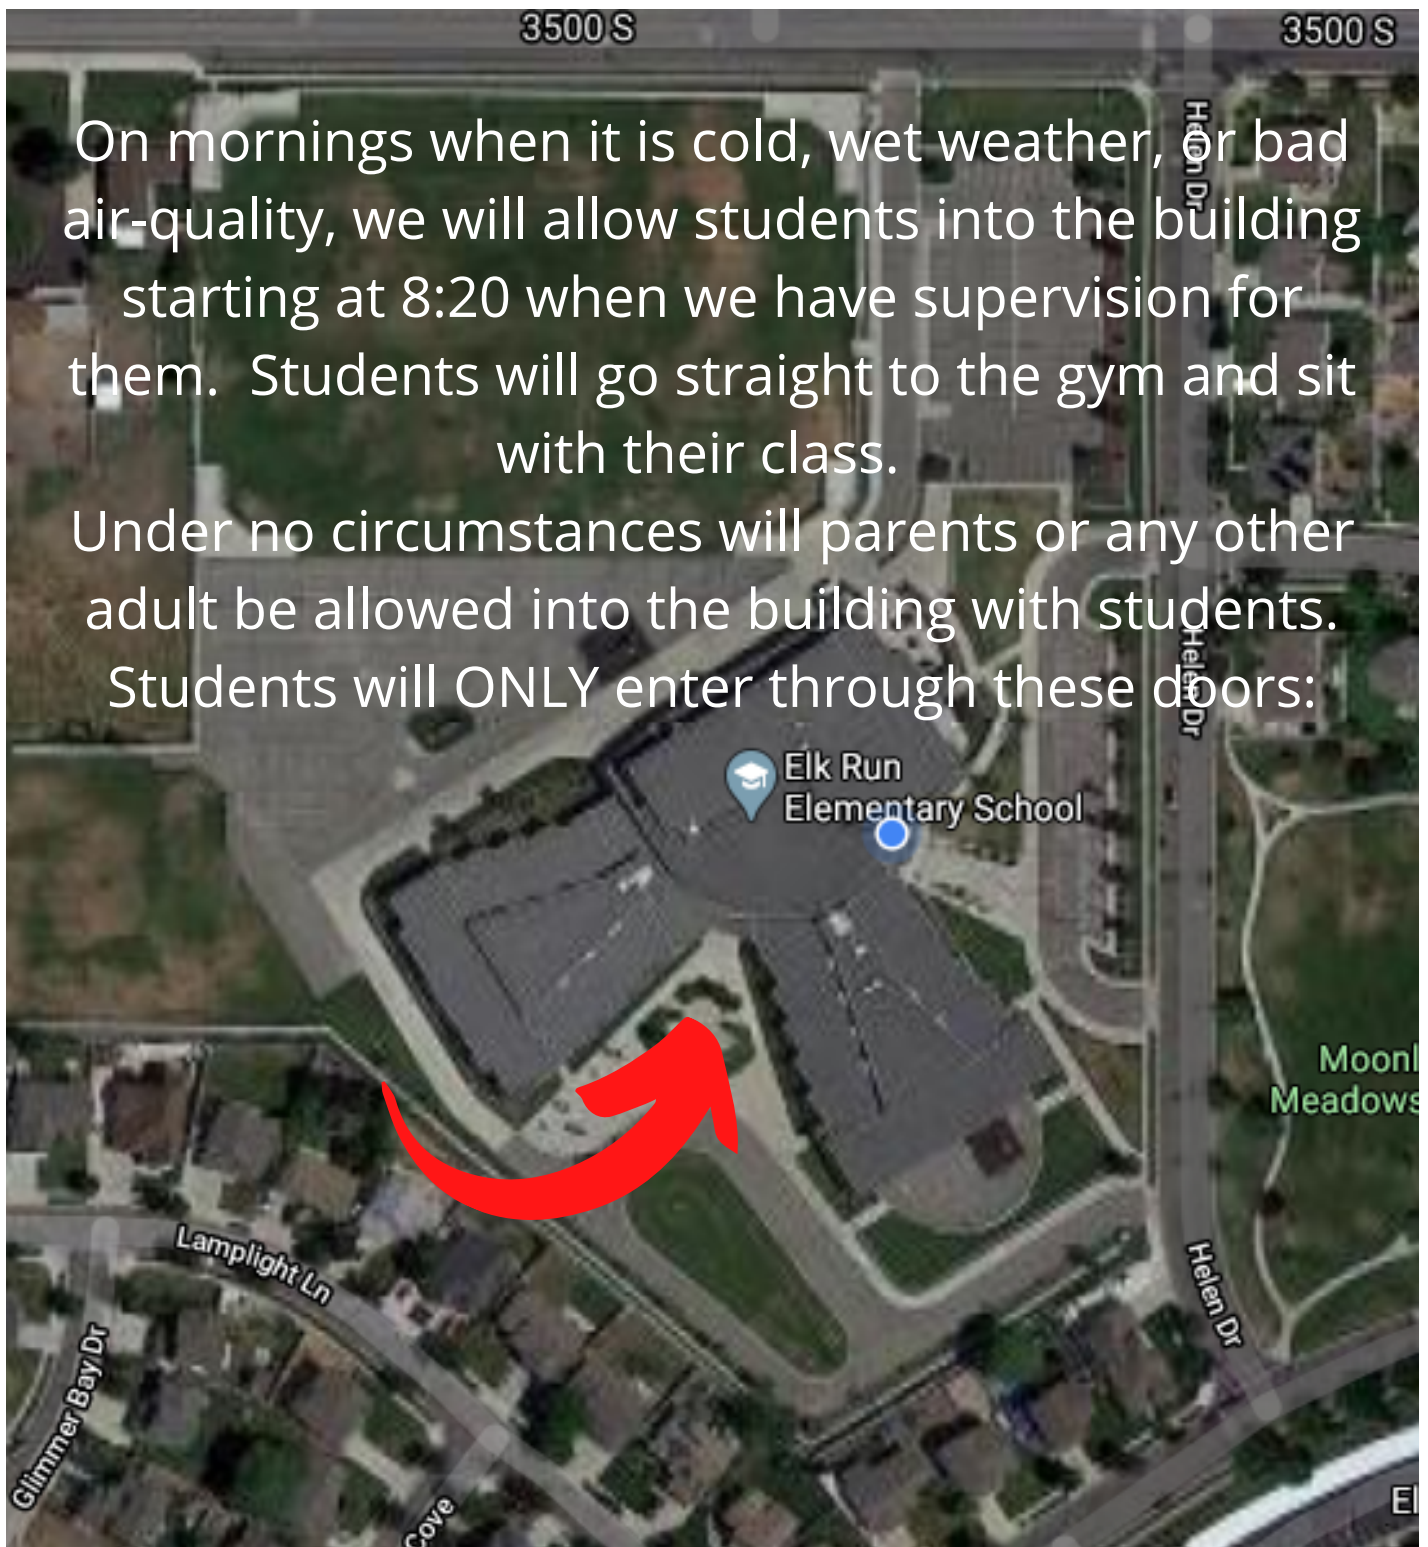 3500 S
3500 S
On mornings when it is cold, wet weather, or bad
air-quality, we will allow students into the building
starting at 8:20 when we have supervision for
them.  Students will go straight to the gym and sit
with their class.
Under no circumstances will parents or any other
adult be allowed into the building with students.
Students will ONLY enter through these doors:
Helen Dr
Helen Dr
Elk Run
Elementary School
Moonl
Meadows
Lamplight Ln
Helen Dr
Glimmer Bay Dr
Cove
El